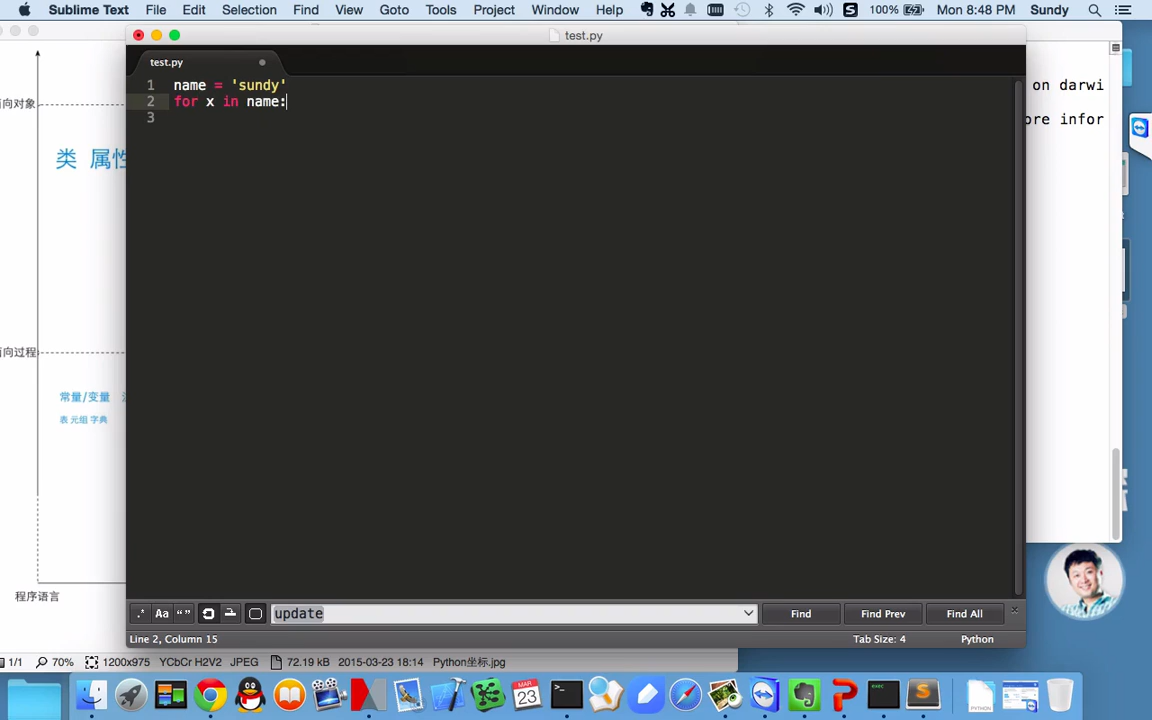 Sublime Text File Edit Selection Find View Goto Tools Project Window Help 100% Mon 8:48 PM Sundy
test.py
test.py
1 name = 'sundy'
2 for x in name:
3
on darwi
ore infor
向对象
类 属性
向过程
常量/变量
表 元组 字典
程序语言
.* Aa “” update Find Find Prev Find All
Line 2, Column 15 Tab Size: 4 Python
1/1 70% 1200x975 YCbCr H2V2 JPEG 72.19 kB 2015-03-23 18:14 Python坐标.jpg
MAR
23
exec
PYTHON